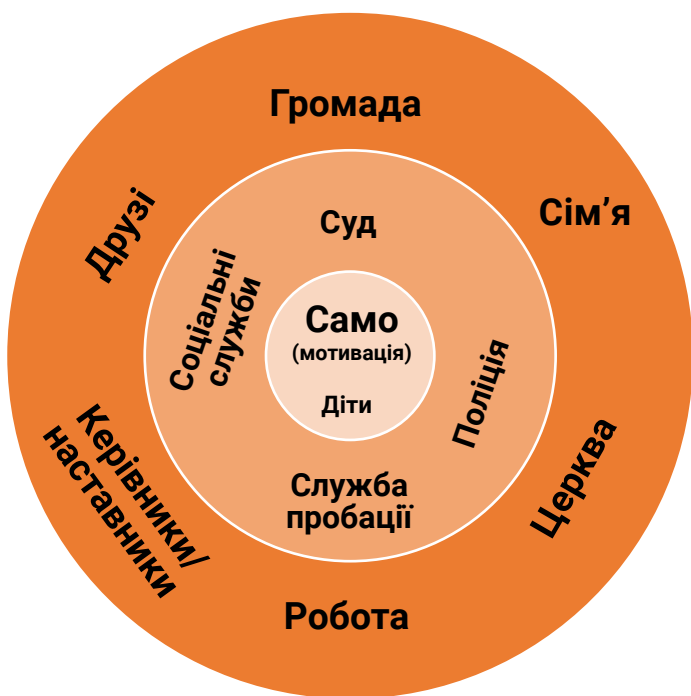 Громада
Друзі
Сім’я
Суд
Соціальні
служби
Само
(мотивація)
Діти
Поліція
Служба
пробації
Керівники/
наставники
Церква
Робота